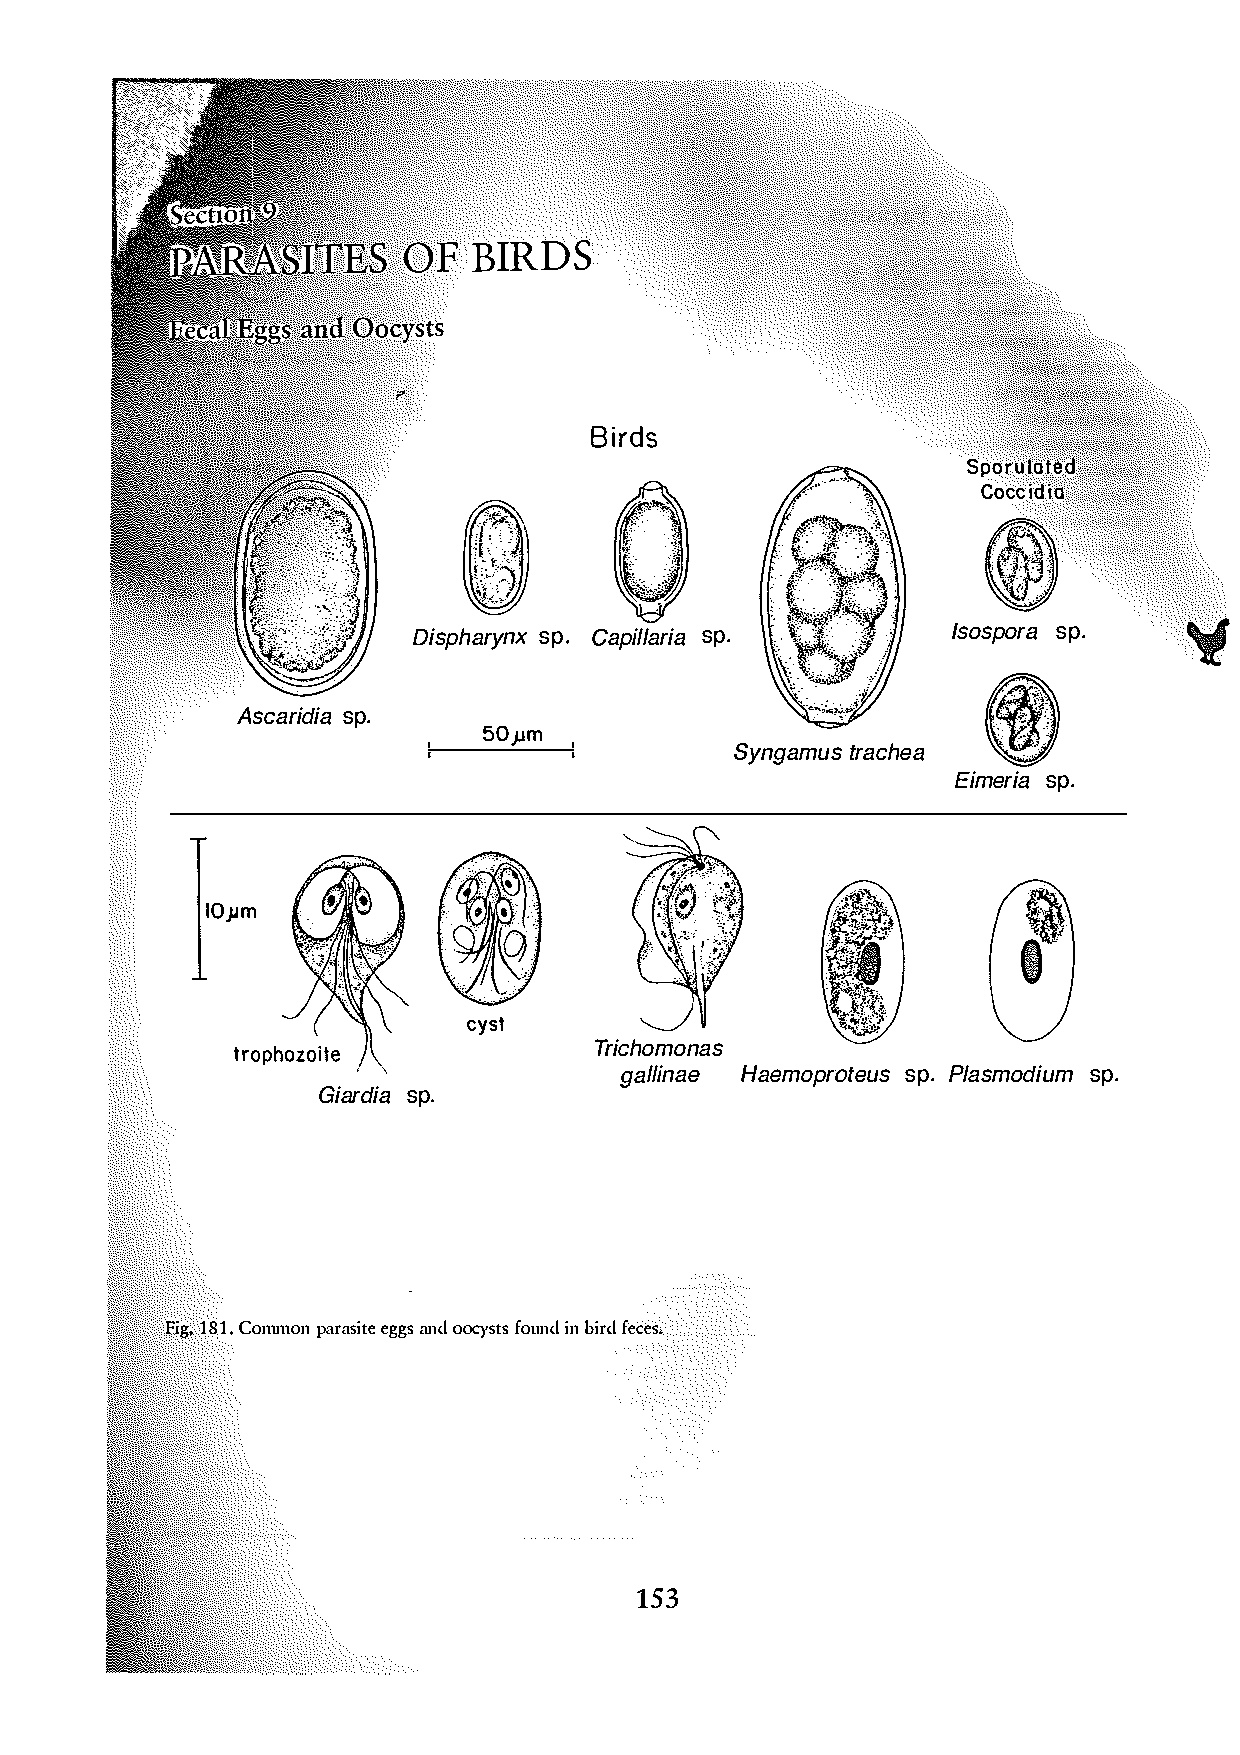 Section 9
PARASITES OF BIRDS
Fecal Eggs and Oocysts
Birds
Sporulated
Coccidia
Dispharynx sp.
Capillaria sp.
Isospora sp.
Ascaridia sp.
50 µm
Syngamus trachea
Eimeria sp.
10 µm
cyst
trophozoite
Giardia sp.
Trichomonas
gallinae
Haemoproteus sp.
Plasmodium sp.
Fig. 181. Common parasite eggs and oocysts found in bird feces.
153